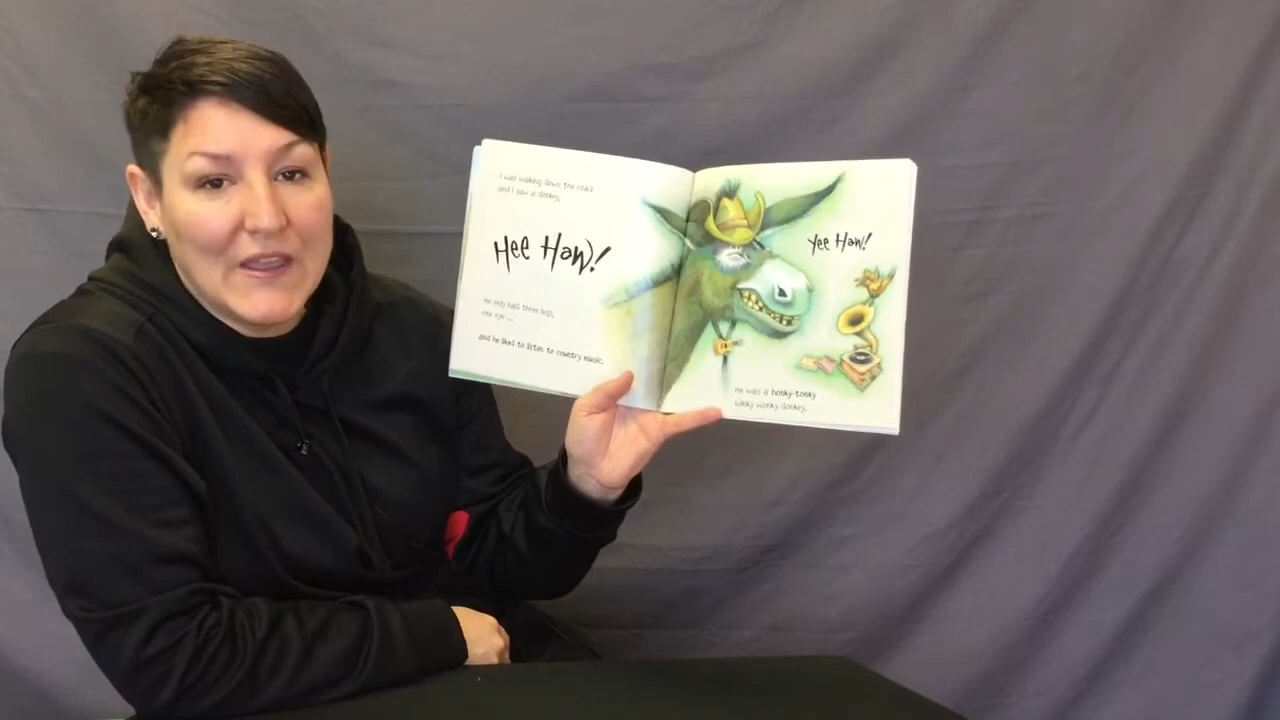 I was walking down the road
and I saw a donkey,
Hee Haw!
He only had three legs,
one eye ...
and he liked to listen to country music.
Yee Haw!
He was a honky-tonky
winky wonky donkey.